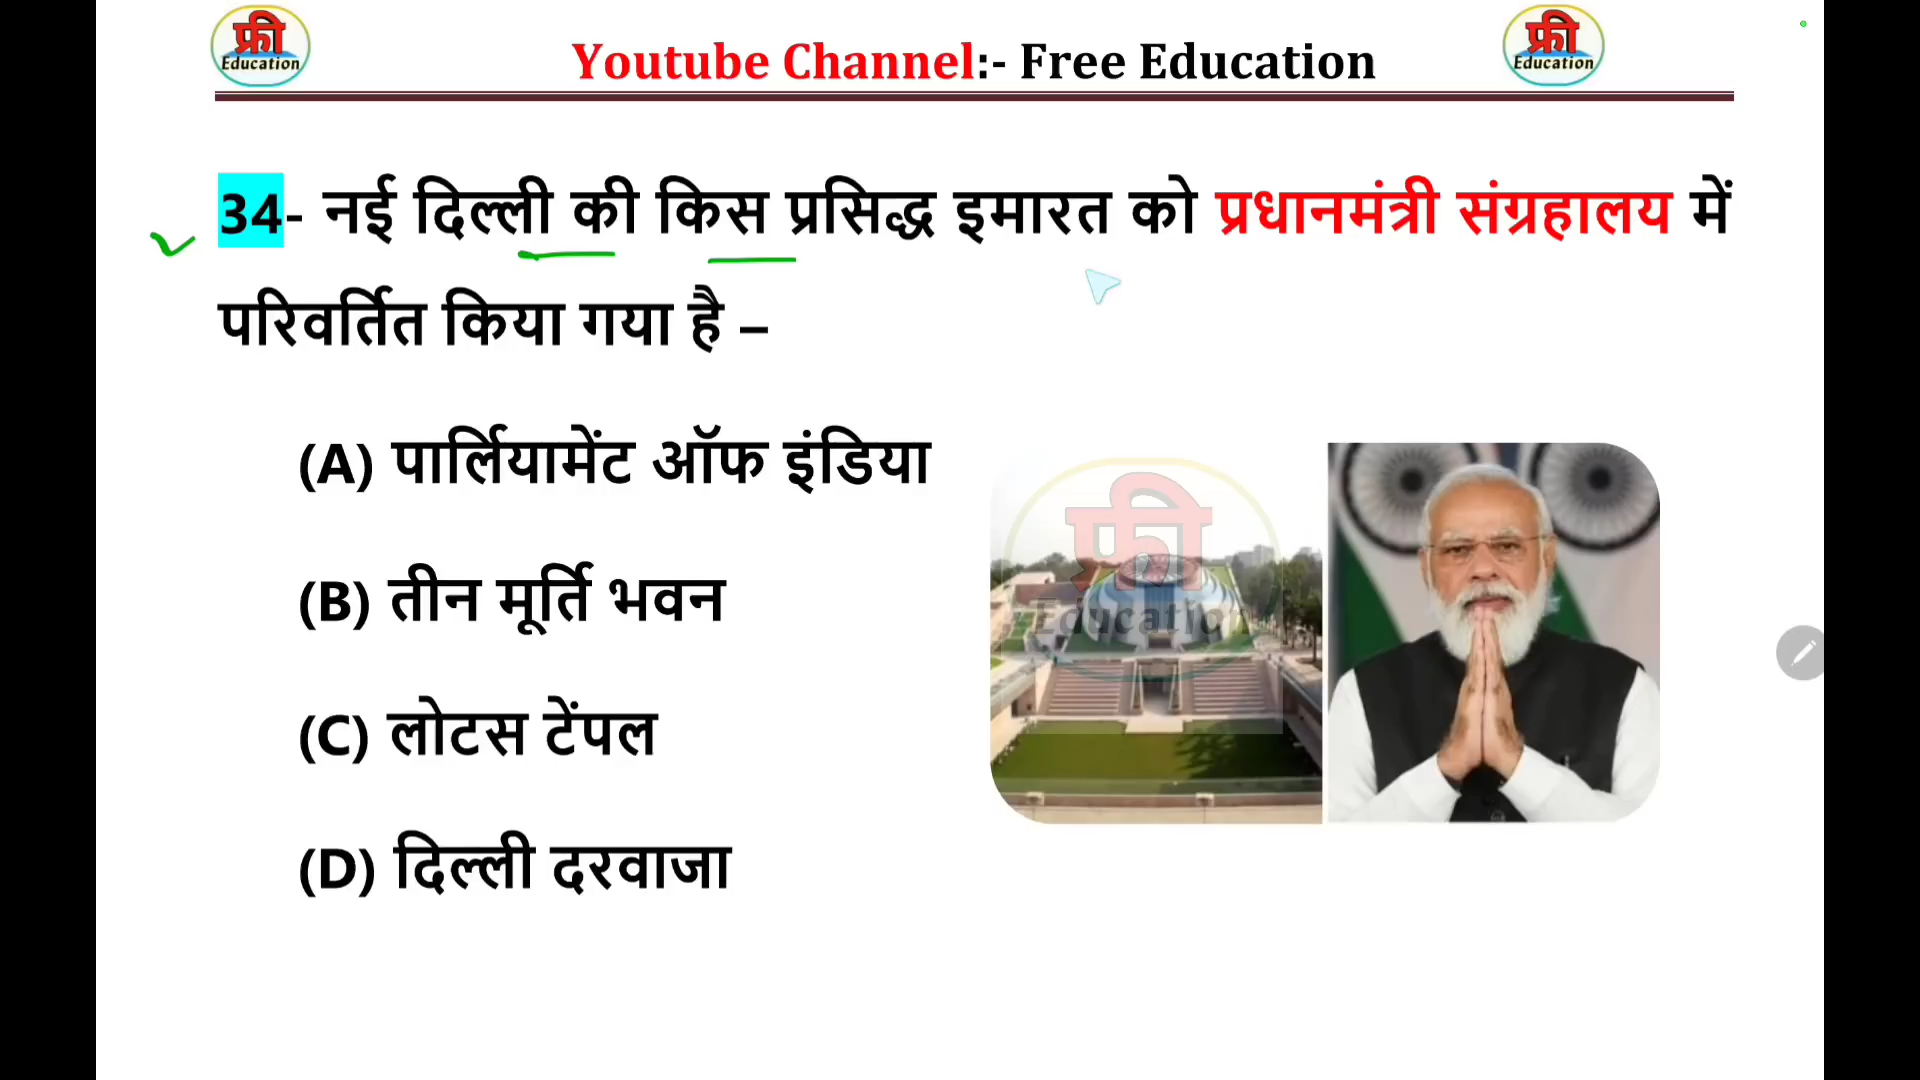 फ्री
Education
Youtube Channel:- Free Education
फ्री
Education
34- नई दिल्ली की किस प्रसिद्ध इमारत को प्रधानमंत्री संग्रहालय में
परिवर्तित किया गया है –
(A) पार्लियामेंट ऑफ इंडिया
(B) तीन मूर्ति भवन
(C) लोटस टेंपल
(D) दिल्ली दरवाजा
फ्री
Education